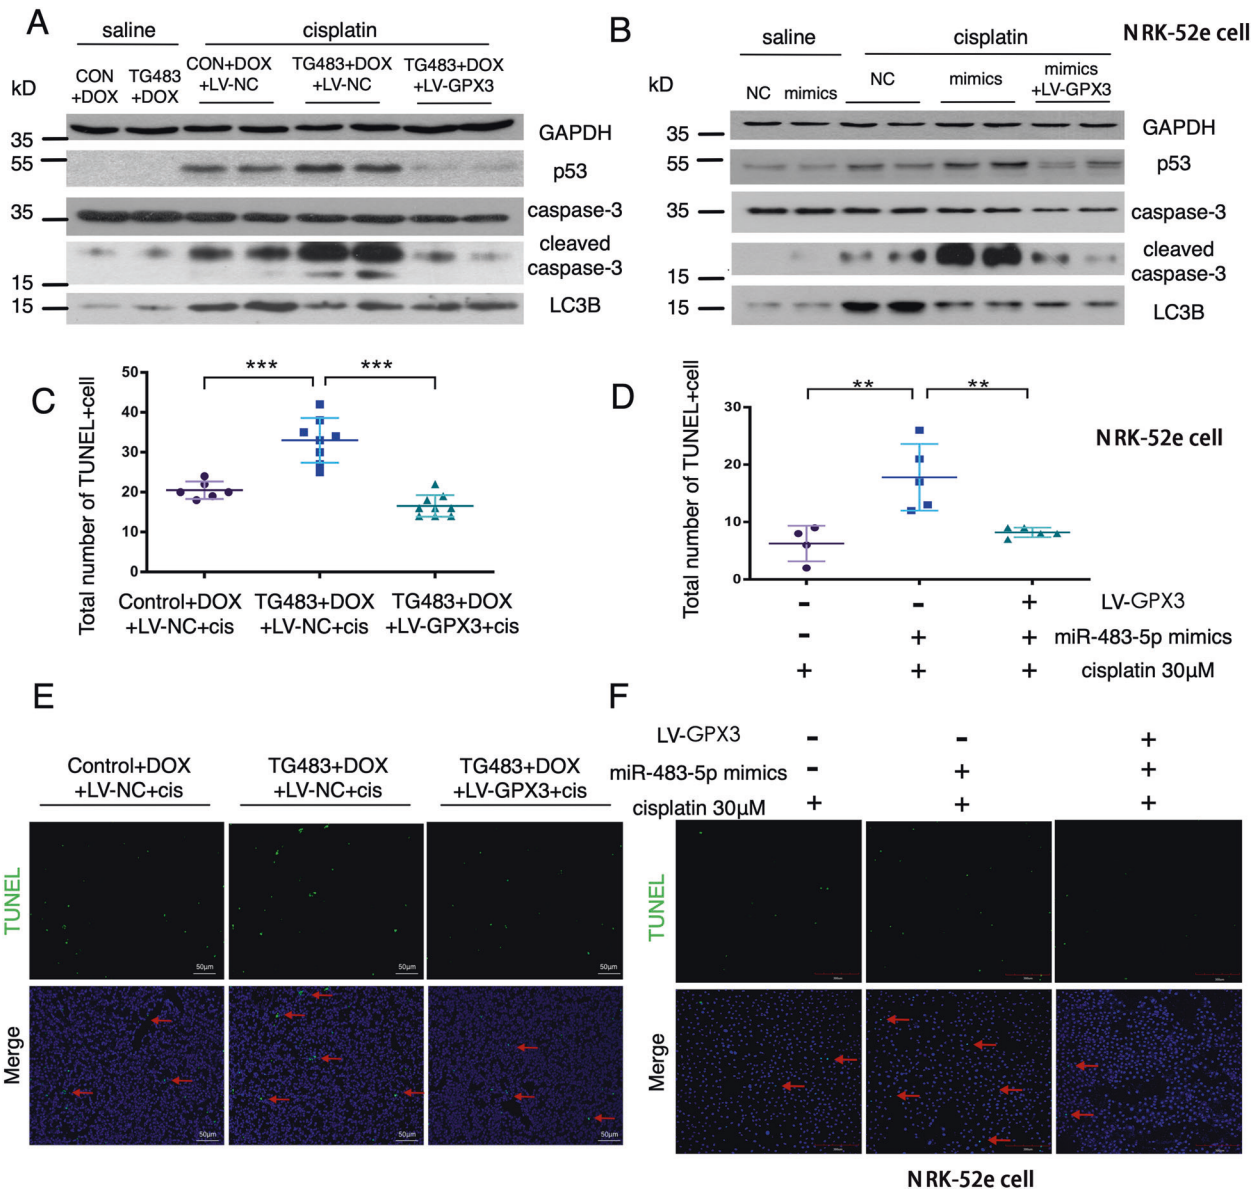 A
saline
cisplatin
kD
CON
+DOX
TG483
+DOX
CON+DOX
+LV-NC
TG483+DOX
+LV-NC
TG483+DOX
+LV-GPX3
35
GAPDH
55
p53
35
caspase-3
cleaved
caspase-3
15
15
LC3B
B
NRK-52e cell
saline
cisplatin
kD
NC
mimics
NC
mimics
mimics
+LV-GPX3
35
GAPDH
55
p53
35
caspase-3
cleaved
caspase-3
15
15
LC3B
C
Total number of TUNEL+cell
50
40
30
20
10
0
***
***
Control+DOX
+LV-NC+cis
TG483+DOX
+LV-NC+cis
TG483+DOX
+LV-GPX3+cis
D
NRK-52e cell
Total number of TUNEL+cell
30
20
10
0
**
**
- - + LV-GPX3
- + + miR-483-5p mimics
+ + + cisplatin 30μM
E
Control+DOX
+LV-NC+cis
TG483+DOX
+LV-NC+cis
TG483+DOX
+LV-GPX3+cis
TUNEL
50μm
50μm
50μm
Merge
50μm
50μm
50μm
F
LV-GPX3 - - +
miR-483-5p mimics - + +
cisplatin 30μM + + +
TUNEL
Merge
NRK-52e cell